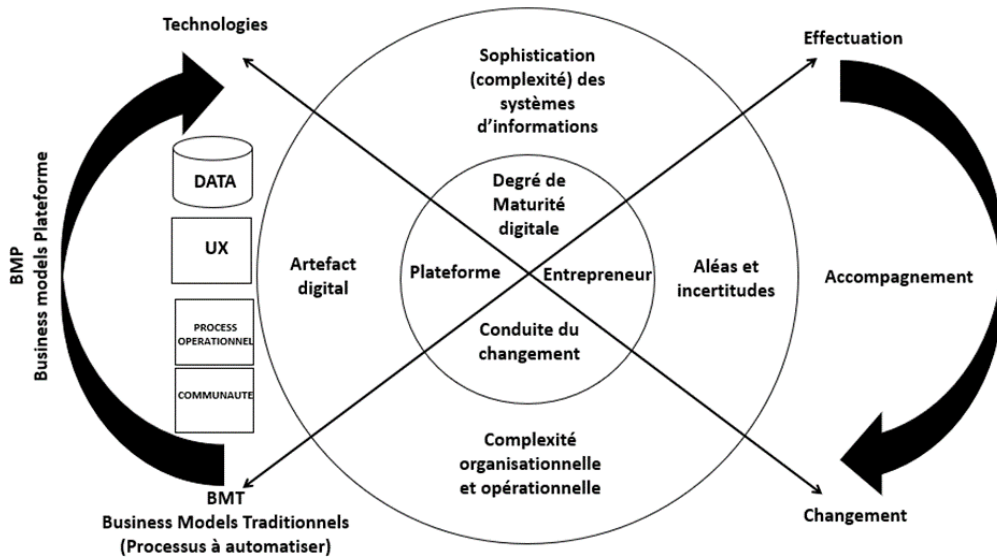 Technologies
Effectuation
Sophistication
(complexité) des
systèmes
d’informations
DATA
UX
PROCESS
OPERATIONNEL
COMMUNAUTE
BMP
Business models Plateforme
Artefact
digital
Degré de
Maturité
digitale
Plateforme
Entrepreneur
Conduite du
changement
Aléas et
incertitudes
Accompagnement
Complexité
organisationnelle
et opérationnelle
BMT
Business Models Traditionnels
(Processus à automatiser)
Changement